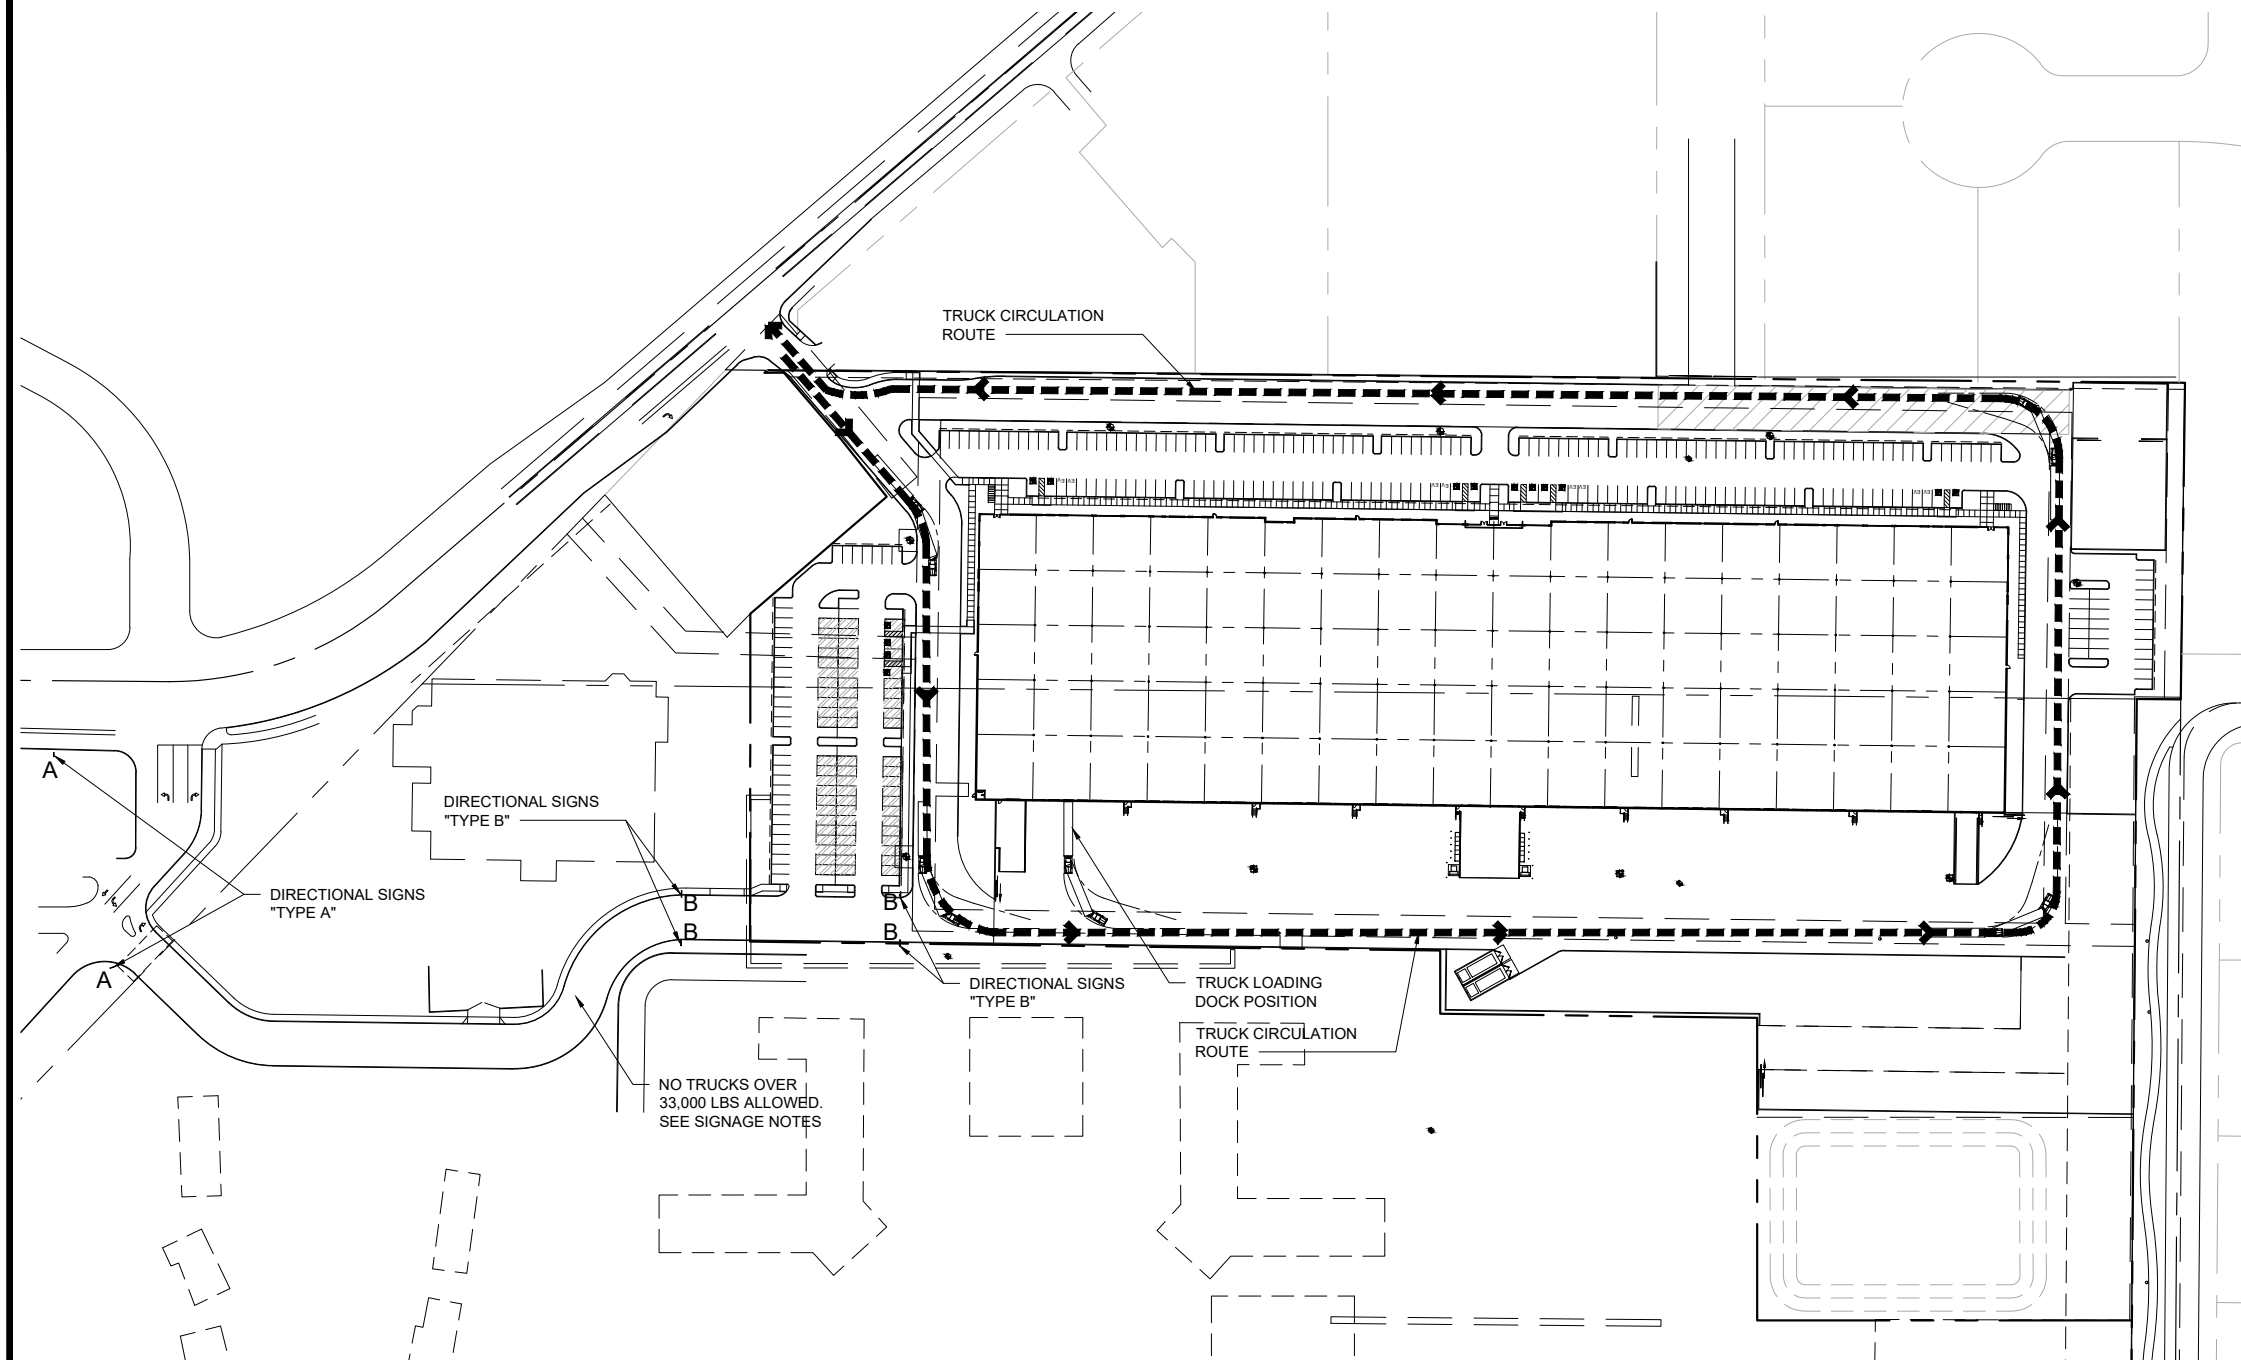 TRUCK CIRCULATION
ROUTE
A
DIRECTIONAL SIGNS
"TYPE B"
DIRECTIONAL SIGNS
"TYPE A"
B
B
B
B
A
DIRECTIONAL SIGNS
"TYPE B"
TRUCK LOADING
DOCK POSITION
TRUCK CIRCULATION
ROUTE
NO TRUCKS OVER
33,000 LBS ALLOWED.
SEE SIGNAGE NOTES